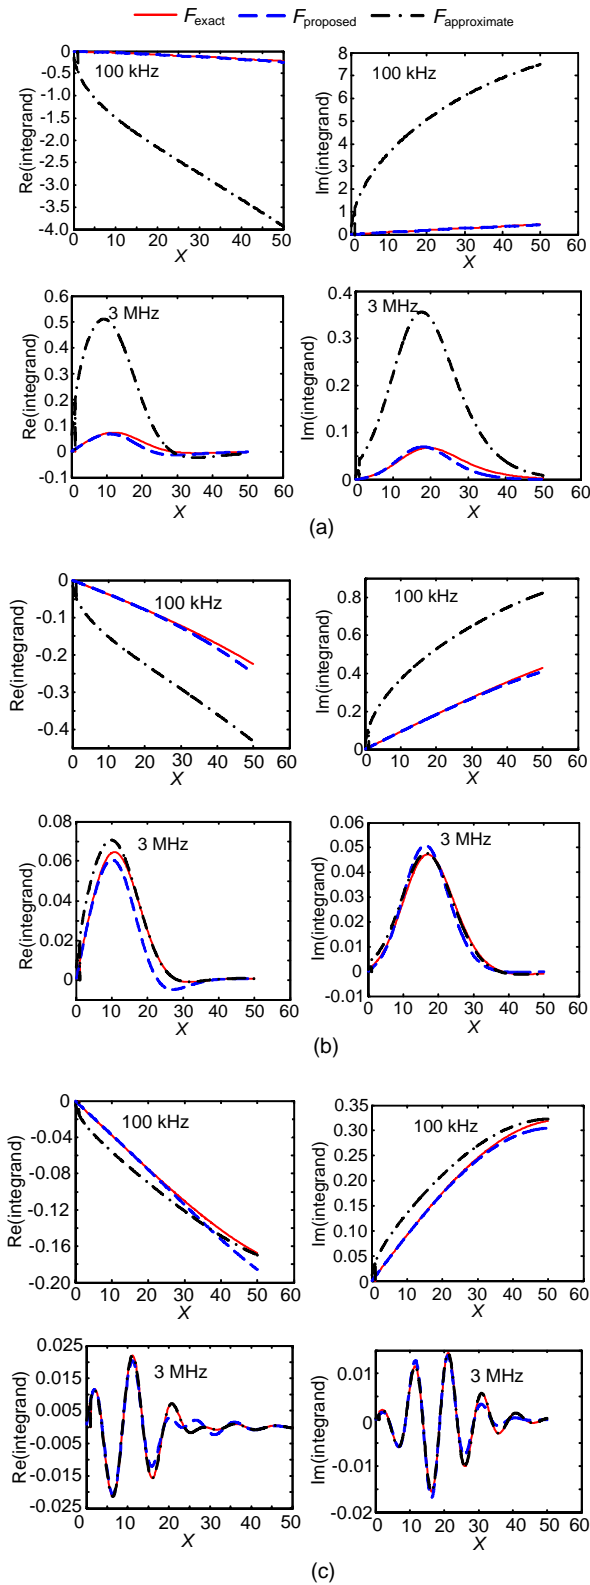 F exact F proposed F approximate
Re(integrand)
0
-0.5
-1.0
-1.5
-2.0
-2.5
-3.0
-3.5
-4.0
100 kHz
0 10 20 30 40 50
X
Im(integrand)
8
7
6
5
4
3
2
1
0
100 kHz
0 10 20 30 40 50 60
X
Re(integrand)
0.6
0.5
0.4
0.3
0.2
0.1
0
-0.1
3 MHz
0 10 20 30 40 50 60
X
Im(integrand)
0.4
0.3
0.2
0.1
0
3 MHz
0 10 20 30 40 50 60
X
(a)
Re(integrand)
0
-0.1
-0.2
-0.3
-0.4
100 kHz
0 10 20 30 40 50 60
X
Im(integrand)
0.8
0.6
0.4
0.2
0
100 kHz
0 10 20 30 40 50 60
X
Re(integrand)
0.08
0.06
0.04
0.02
0
3 MHz
0 10 20 30 40 50 60
X
Im(integrand)
0.06
0.05
0.04
0.03
0.02
0.01
0
-0.01
3 MHz
0 10 20 30 40 50 60
X
(b)
Re(integrand)
0
-0.04
-0.08
-0.12
-0.16
-0.20
100 kHz
0 10 20 30 40 50 60
X
Im(integrand)
0.35
0.30
0.25
0.20
0.15
0.10
0.05
0
100 kHz
0 10 20 30 40 50 60
X
Re(integrand)
0.025
0.015
0.005
-0.005
-0.015
-0.025
3 MHz
0 10 20 30 40 50
X
Im(integrand)
0.01
0
-0.01
-0.02
3 MHz
0 10 20 30 40 50 60
X
(c)